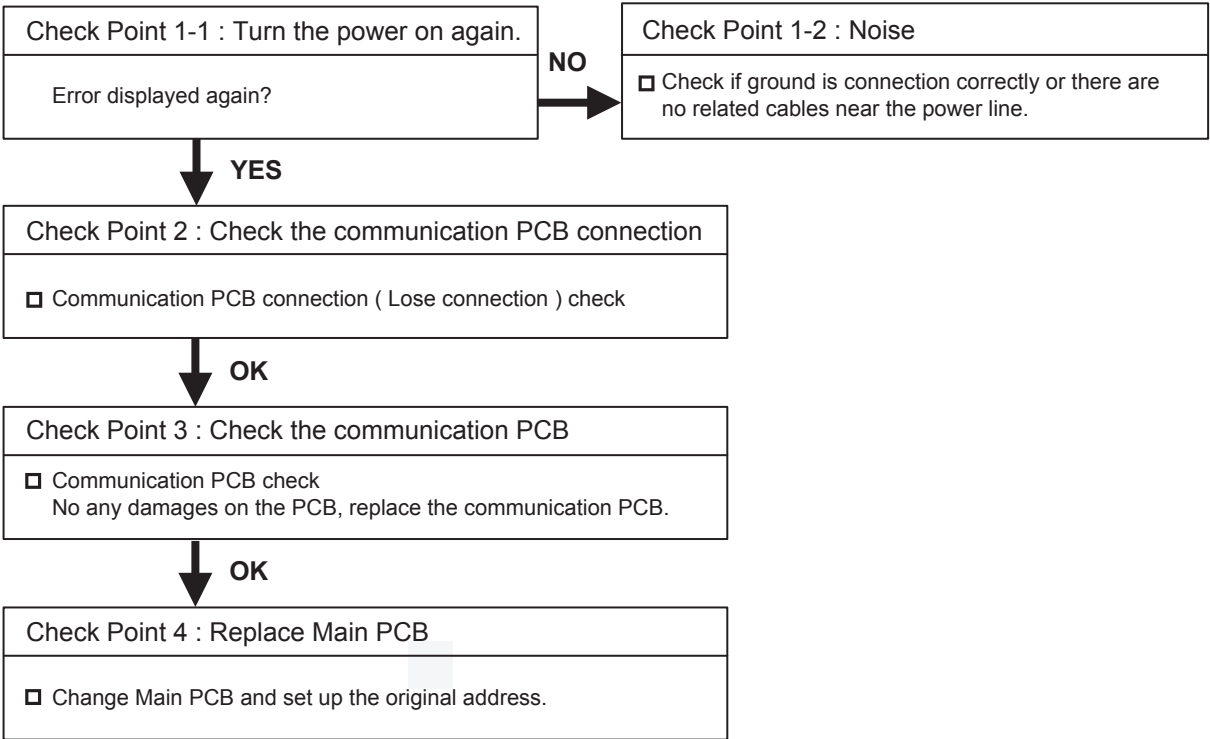 Check Point 1-1 : Turn the power on again.
Error displayed again?
NO
Check Point 1-2 : Noise
Check if ground is connection correctly or there are
no related cables near the power line.
YES
Check Point 2 : Check the communication PCB connection
Communication PCB connection ( Lose connection ) check
OK
Check Point 3 : Check the communication PCB
Communication PCB check
No any damages on the PCB, replace the communication PCB.
OK
Check Point 4 : Replace Main PCB
Change Main PCB and set up the original address.